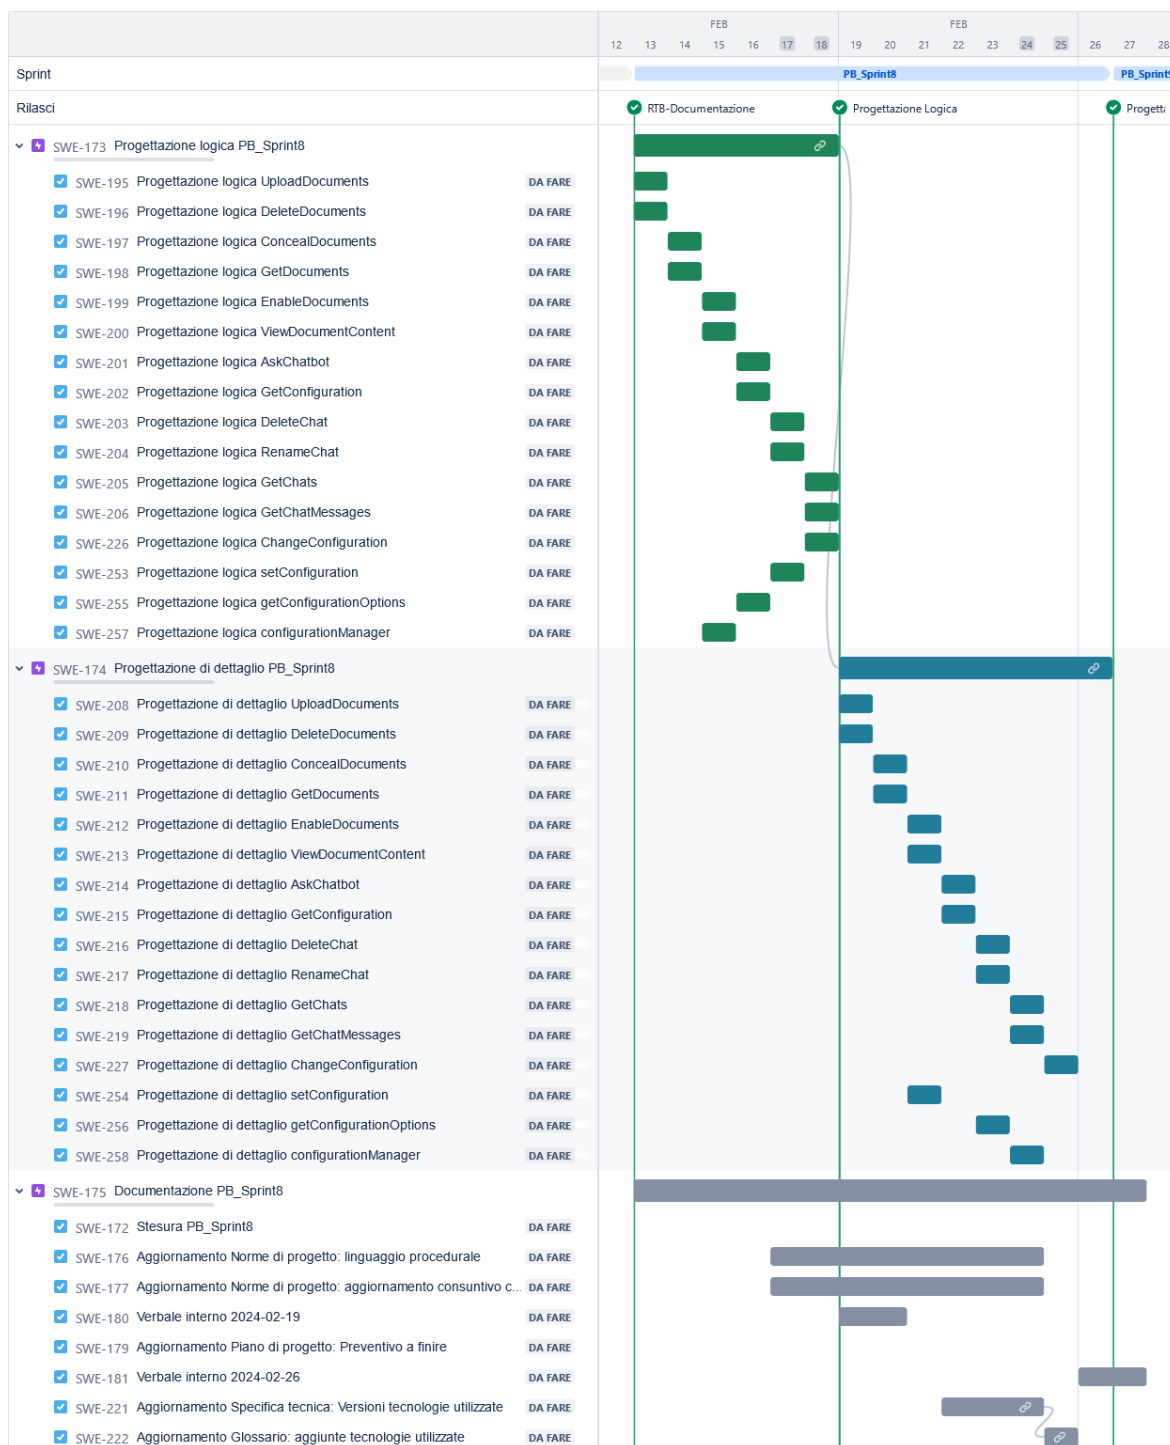 FEB FEB
12 13 14 15 16 17 18 19 20 21 22 23 24 25 26 27 28
Sprint PB_Sprint8 PB_Sprint9
Rilasci RTB-Documentazione Progettazione Logica Progetta
SWE-173 Progettazione logica PB_Sprint8
SWE-195 Progettazione logica UploadDocuments DA FARE
SWE-196 Progettazione logica DeleteDocuments DA FARE
SWE-197 Progettazione logica ConcealDocuments DA FARE
SWE-198 Progettazione logica GetDocuments DA FARE
SWE-199 Progettazione logica EnableDocuments DA FARE
SWE-200 Progettazione logica ViewDocumentContent DA FARE
SWE-201 Progettazione logica AskChatbot DA FARE
SWE-202 Progettazione logica GetConfiguration DA FARE
SWE-203 Progettazione logica DeleteChat DA FARE
SWE-204 Progettazione logica RenameChat DA FARE
SWE-205 Progettazione logica GetChats DA FARE
SWE-206 Progettazione logica GetChatMessages DA FARE
SWE-226 Progettazione logica ChangeConfiguration DA FARE
SWE-253 Progettazione logica setConfiguration DA FARE
SWE-255 Progettazione logica getConfigurationOptions DA FARE
SWE-257 Progettazione logica configurationManager DA FARE
SWE-174 Progettazione di dettaglio PB_Sprint8
SWE-208 Progettazione di dettaglio UploadDocuments DA FARE
SWE-209 Progettazione di dettaglio DeleteDocuments DA FARE
SWE-210 Progettazione di dettaglio ConcealDocuments DA FARE
SWE-211 Progettazione di dettaglio GetDocuments DA FARE
SWE-212 Progettazione di dettaglio EnableDocuments DA FARE
SWE-213 Progettazione di dettaglio ViewDocumentContent DA FARE
SWE-214 Progettazione di dettaglio AskChatbot DA FARE
SWE-215 Progettazione di dettaglio GetConfiguration DA FARE
SWE-216 Progettazione di dettaglio DeleteChat DA FARE
SWE-217 Progettazione di dettaglio RenameChat DA FARE
SWE-218 Progettazione di dettaglio GetChats DA FARE
SWE-219 Progettazione di dettaglio GetChatMessages DA FARE
SWE-227 Progettazione di dettaglio ChangeConfiguration DA FARE
SWE-254 Progettazione di dettaglio setConfiguration DA FARE
SWE-256 Progettazione di dettaglio getConfigurationOptions DA FARE
SWE-258 Progettazione di dettaglio configurationManager DA FARE
SWE-175 Documentazione PB_Sprint8
SWE-172 Stesura PB_Sprint8 DA FARE
SWE-176 Aggiornamento Norme di progetto: linguaggio procedurale DA FARE
SWE-177 Aggiornamento Norme di progetto: aggiornamento consuntivo c... DA FARE
SWE-180 Verbale interno 2024-02-19 DA FARE
SWE-179 Aggiornamento Piano di progetto: Preventivo a finire DA FARE
SWE-181 Verbale interno 2024-02-26 DA FARE
SWE-221 Aggiornamento Specifica tecnica: Versioni tecnologie utilizzate DA FARE
SWE-222 Aggiornamento Glossario: aggiunte tecnologie utilizzate DA FARE